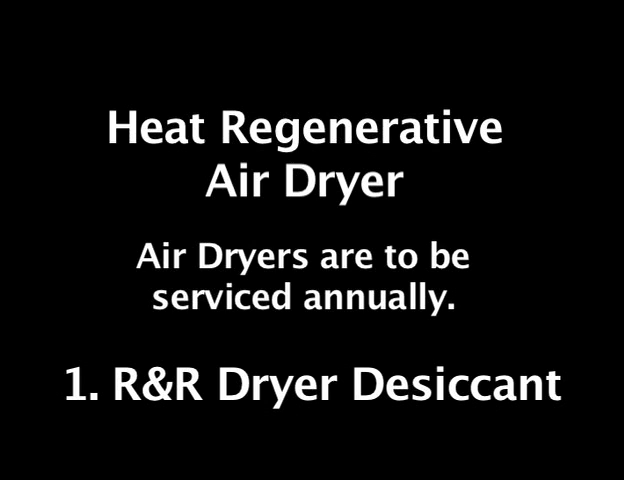 Heat Regenerative
Air Dryer
Air Dryers are to be
serviced annually.
1. R&R Dryer Desiccant